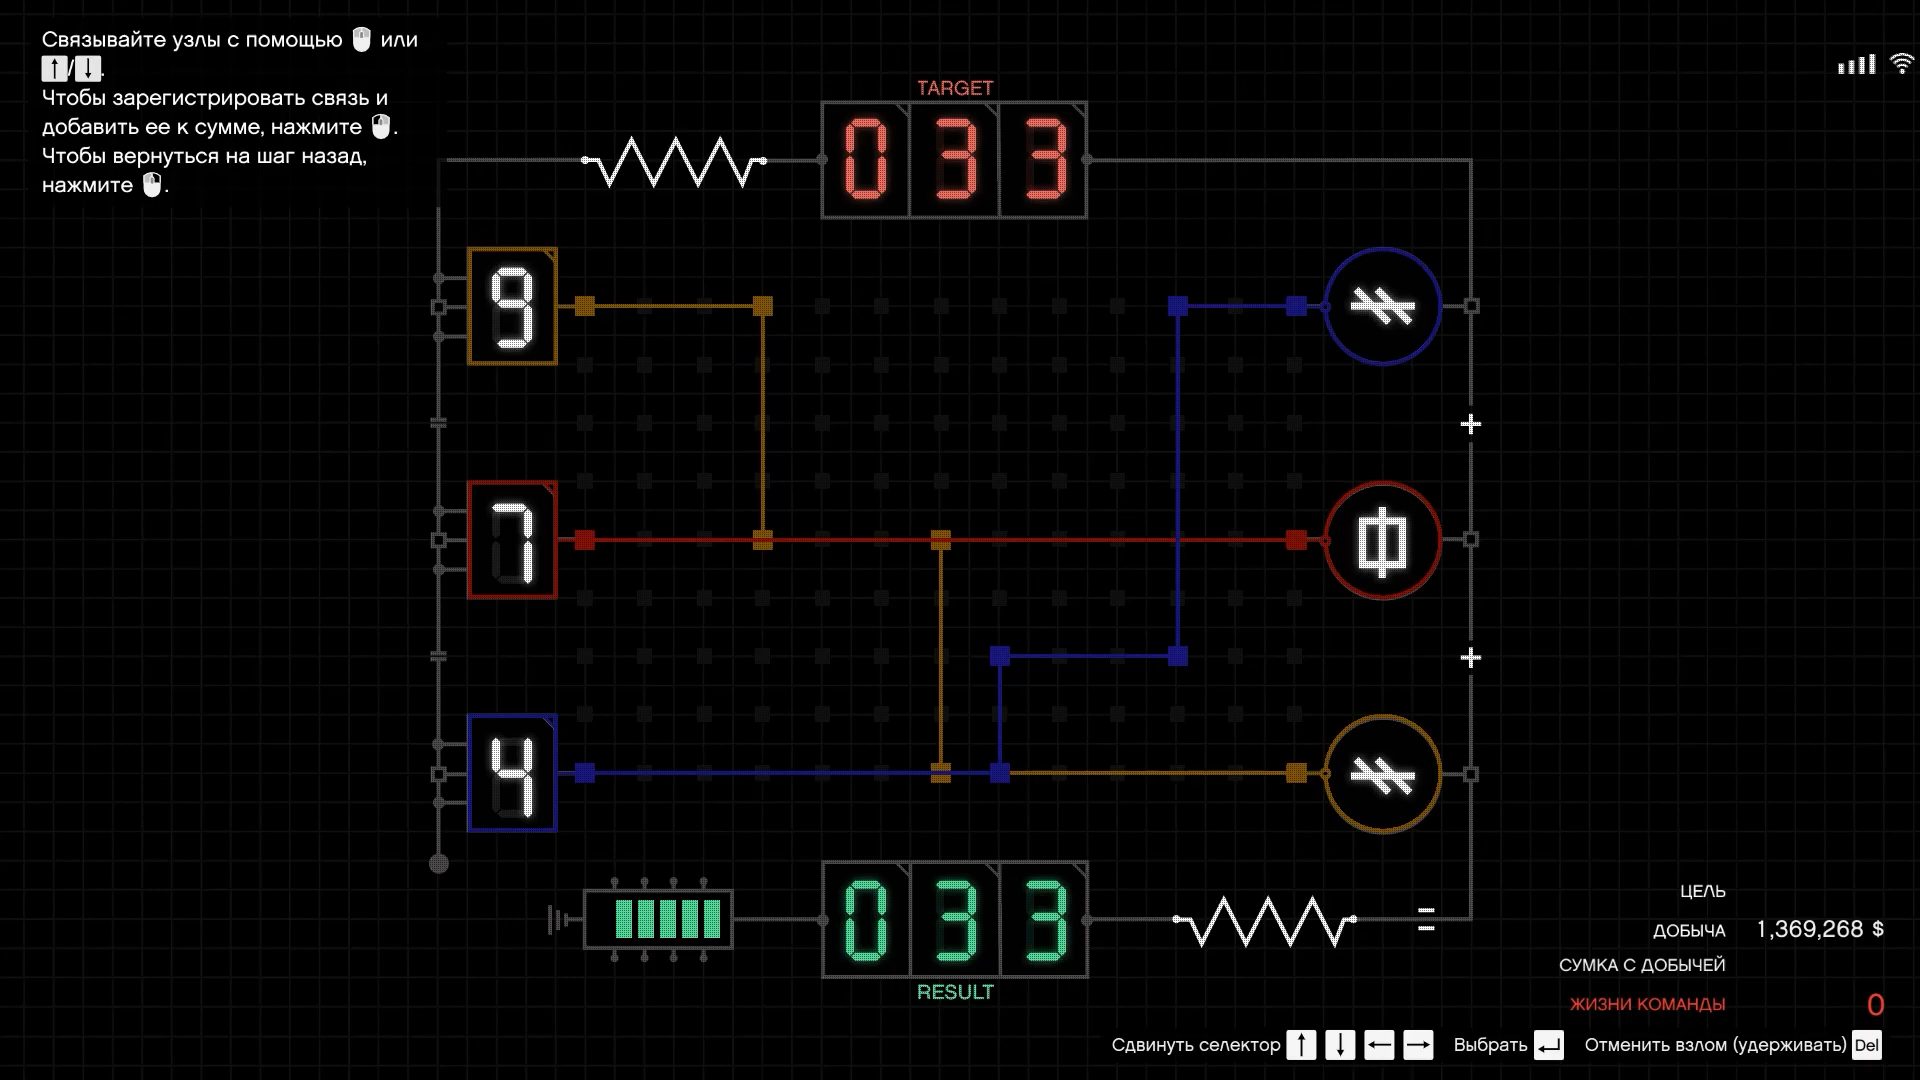 Связывайте узлы с помощью или
↑/↓.
Чтобы зарегистрировать связь и
добавить ее к сумме, нажмите .
Чтобы вернуться на шаг назад,
нажмите .
TARGET
033
9
7
4
+
+
=
033
RESULT
ЦЕЛЬ
ДОБЫЧА 1,369,268 $
СУМКА С ДОБЫЧЕЙ
ЖИЗНИ КОМАНДЫ 0
Сдвинуть селектор ↑ ↓ ← → Выбрать ↵ Отменить взлом (удерживать) Del